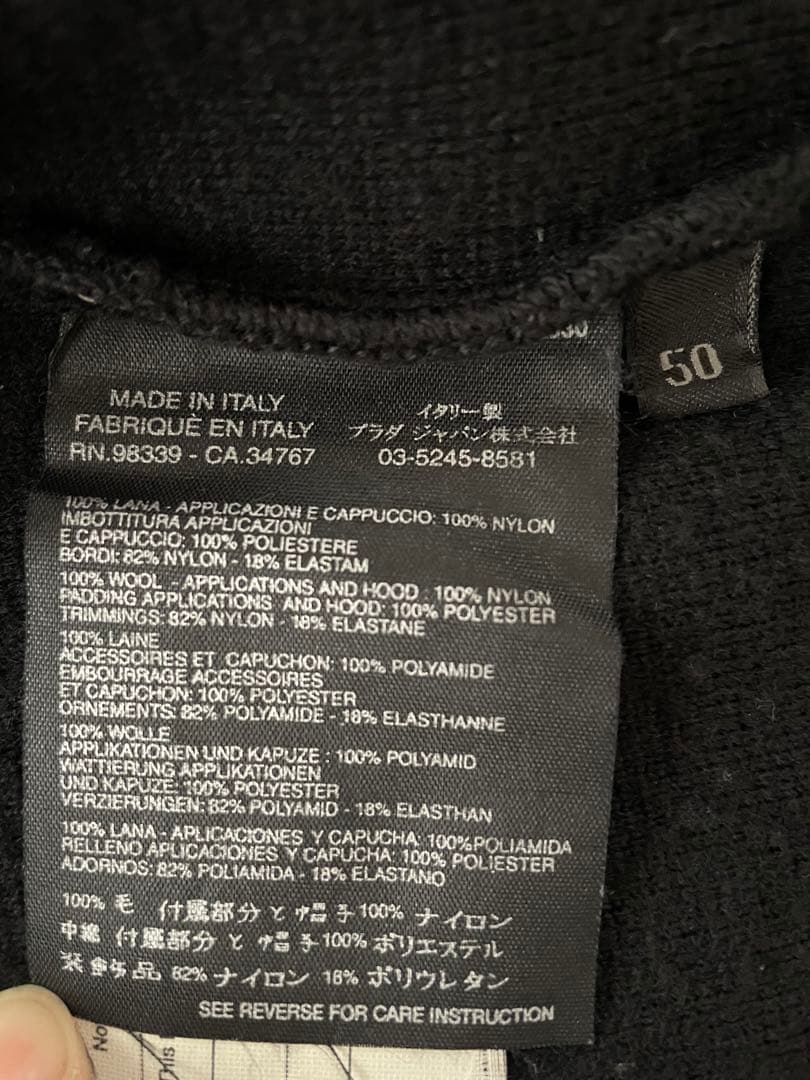 50
MADE IN ITALY
FABRIQUÉ EN ITALY
RN.98339 - CA.34767
イタリー製
プラダ ジャパン株式会社
03-5245-8581
100% LANA - APPLICAZIONI E CAPPUCCIO: 100% NYLON
IMBOTTITURA APPLICAZIONI
E CAPPUCCIO: 100% POLIESTERE
BORDI: 82% NYLON - 18% ELASTAM
100% WOOL - APPLICATIONS AND HOOD : 100% NYLON
PADDING APPLICATIONS AND HOOD: 100% POLYESTER
TRIMMINGS: 82% NYLON - 18% ELASTANE
100% LAINE
ACCESSOIRES ET CAPUCHON: 100% POLYAMIDE
EMBOURRAGE ACCESSOIRES
ET CAPUCHON: 100% POLYESTER
ORNEMENTS: 82% POLYAMIDE - 18% ELASTHANNE
100% WOLLE
APPLIKATIONEN UND KAPUZE : 100% POLYAMID
WATTIERUNG APPLIKATIONEN
UND KAPUZE: 100% POLYESTER
VERZIERUNGEN: 82% POLYAMID - 18% ELASTHAN
100% LANA - APLICACIONES Y CAPUCHA: 100%POLIAMIDA
RELLENO APLICACIONES Y CAPUCHA: 100% POLIESTER
ADORNOS: 82% POLIAMIDA - 18% ELASTANO
100% 毛 付属部分と帽子100% ナイロン
中綿 付属部分と帽子100% ポリエステル
装飾品 82% ナイロン 18% ポリウレタン
SEE REVERSE FOR CARE INSTRUCTION